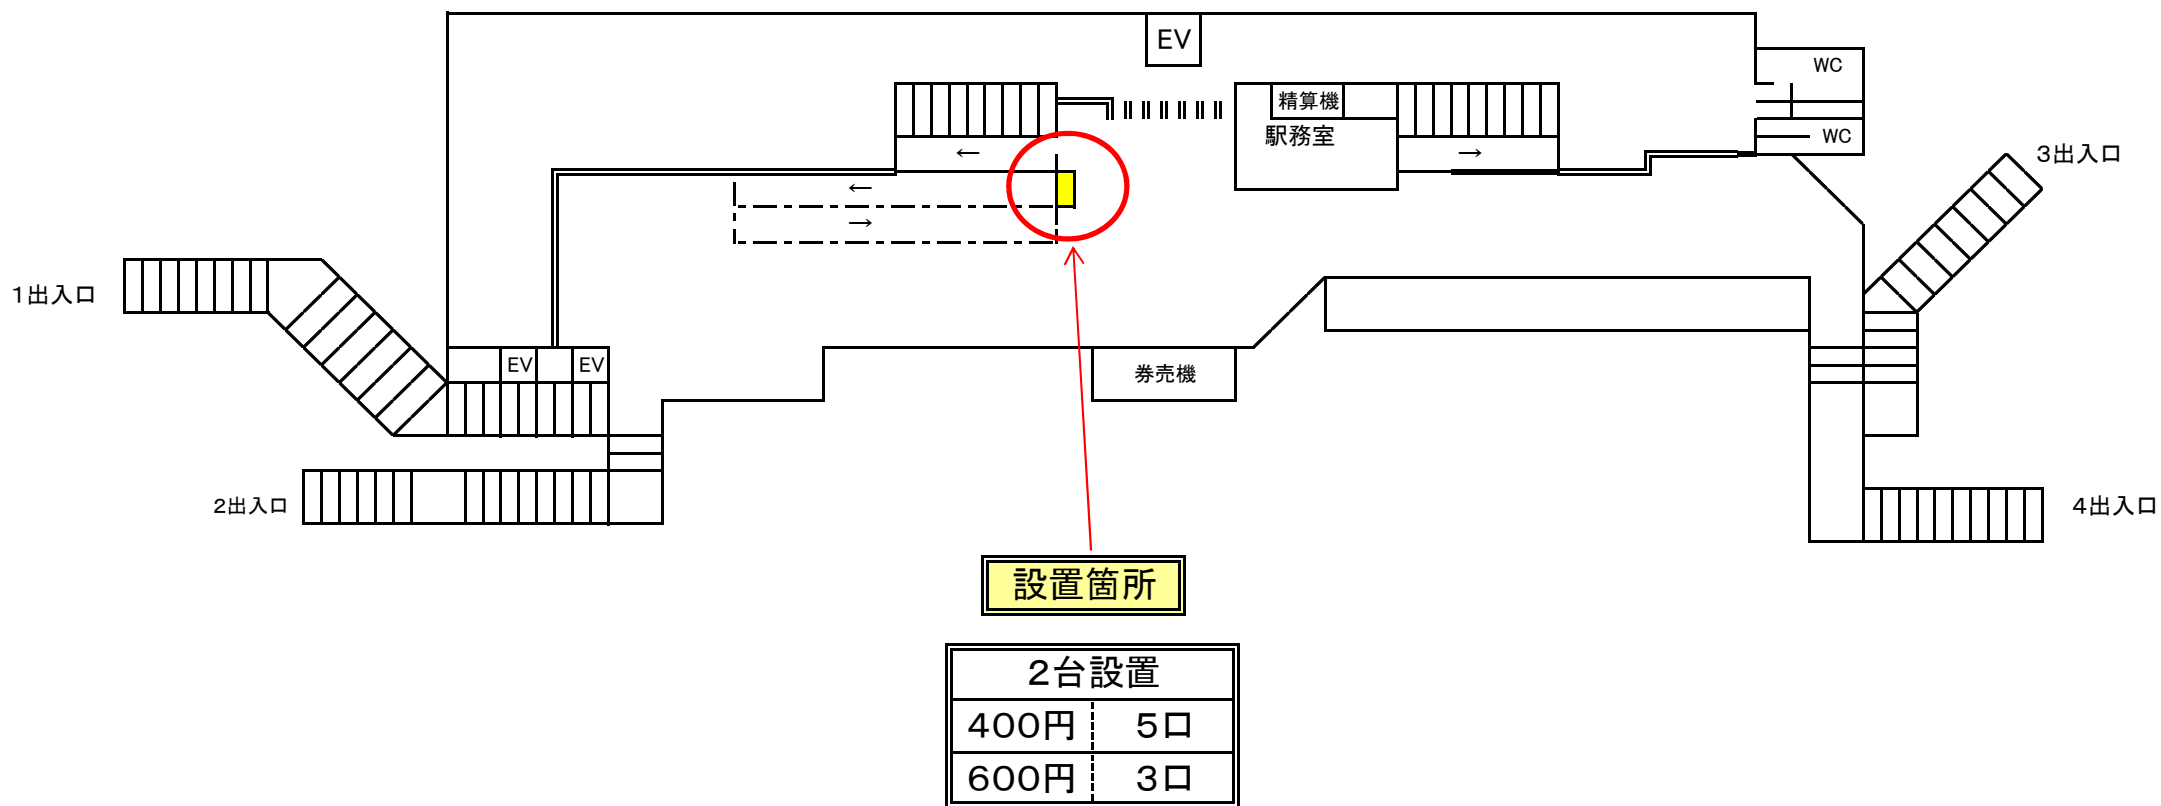 EV
WC
精算機
駅務室
WC
←
→
3出入口
←
→
1出入口
EV
EV
券売機
2出入口
4出入口
設置箇所
2台設置
400円 5口
600円 3口